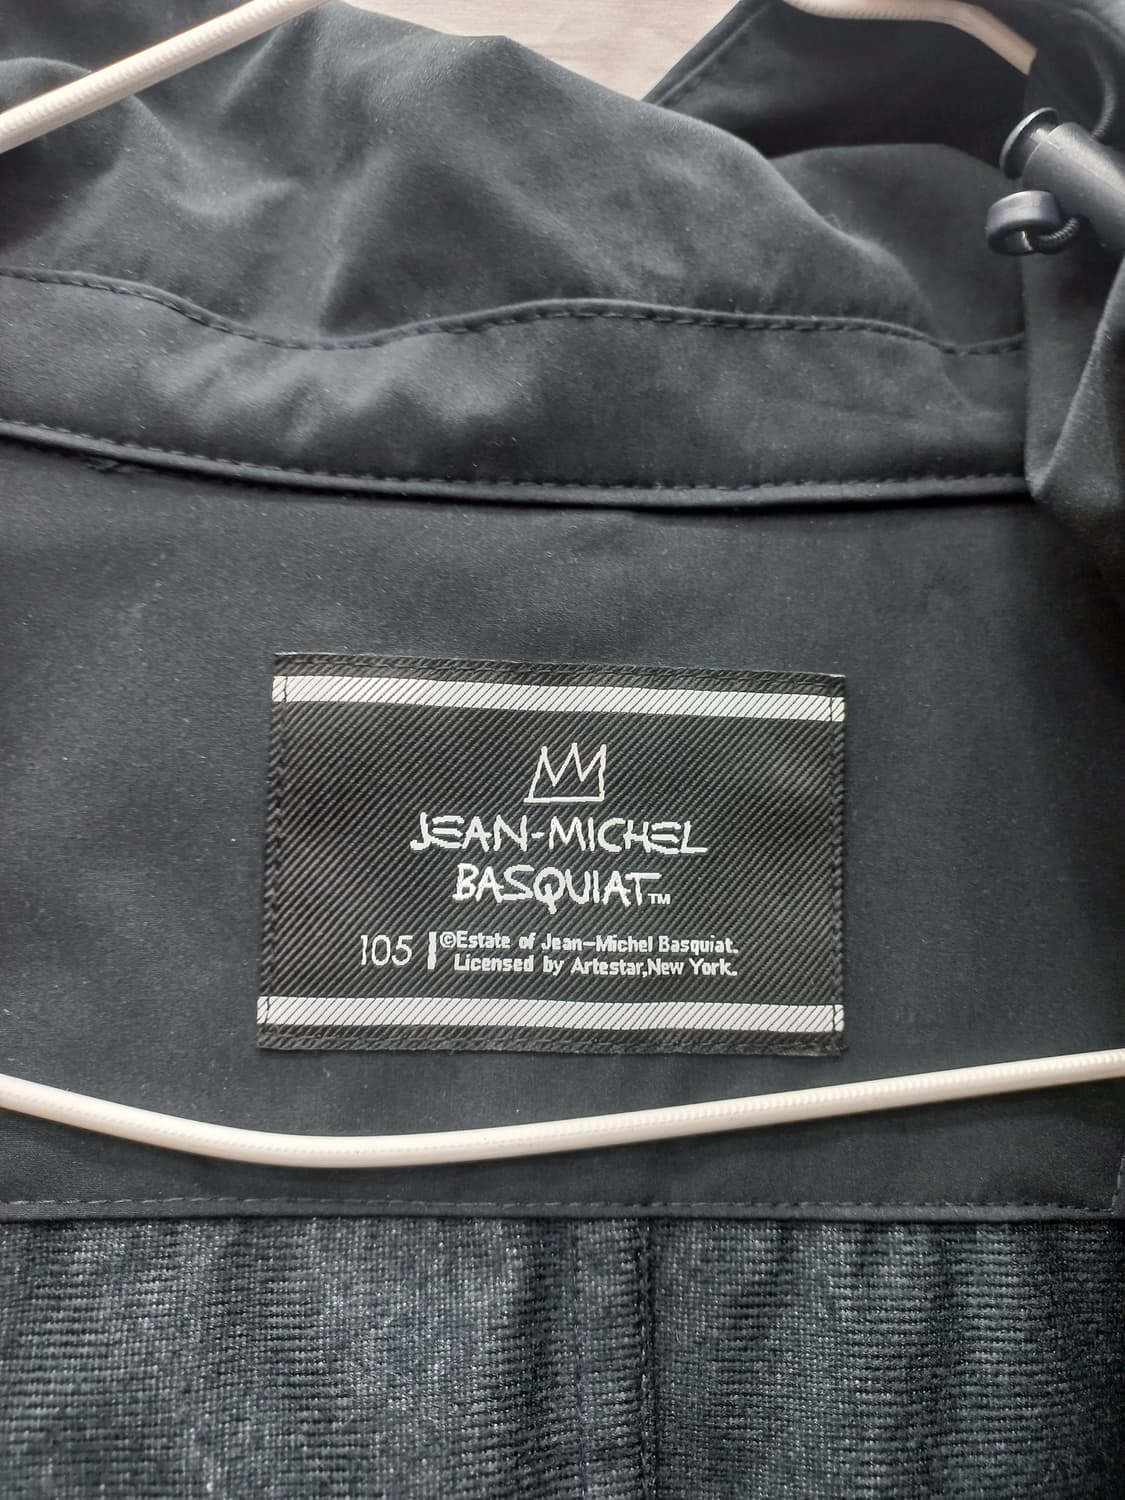 JEAN-MICHEL
BASQUIAT™
105 | ©Estate of Jean-Michel Basquiat.
Licensed by Artestar,New York.